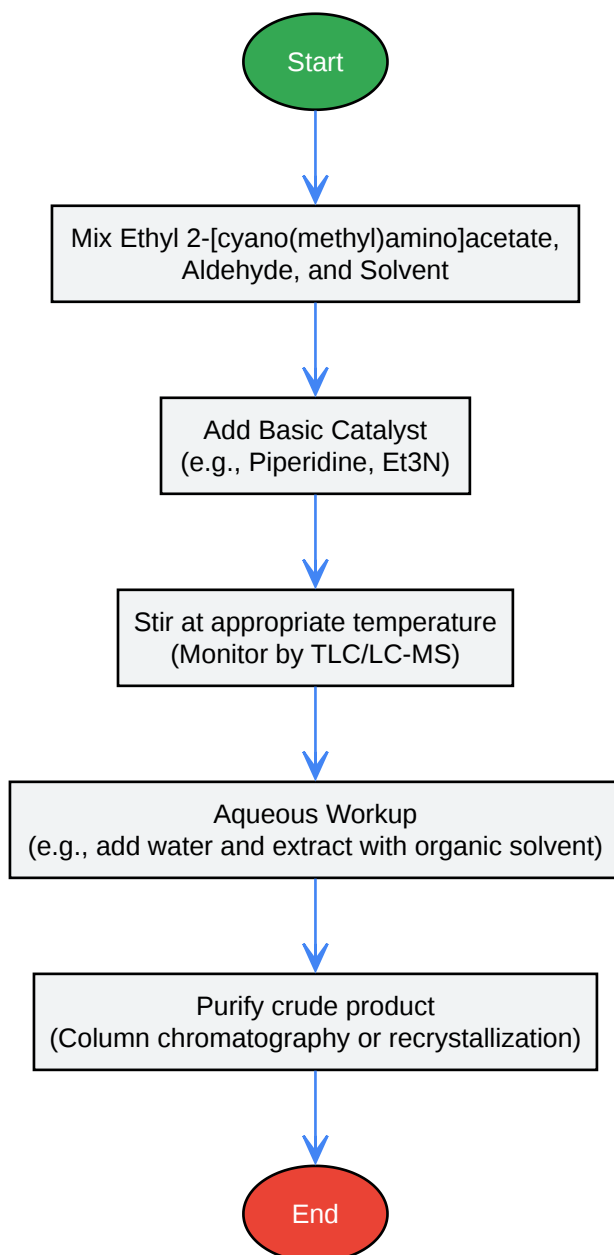 Start
Mix Ethyl 2-[cyano(methyl)amino]acetate,
Aldehyde, and Solvent
Add Basic Catalyst
(e.g., Piperidine, Et3N)
Stir at appropriate temperature
(Monitor by TLC/LC-MS)
Aqueous Workup
(e.g., add water and extract with organic solvent)
Purify crude product
(Column chromatography or recrystallization)
End